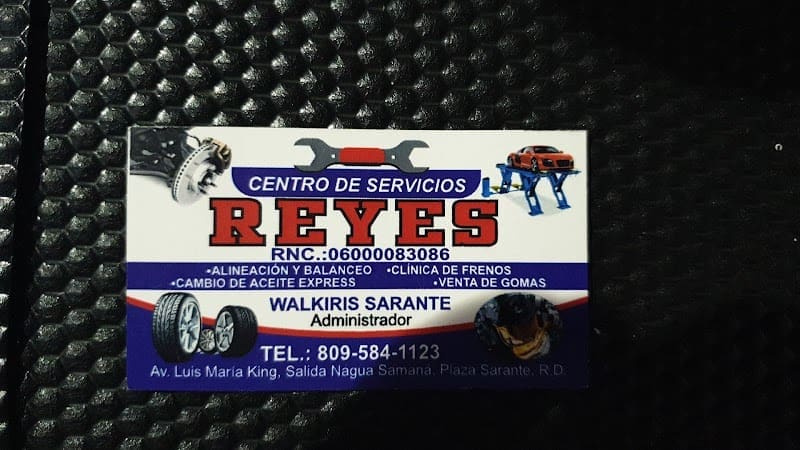 CENTRO DE SERVICIOS
REYES
RNC.:06000083086
•ALINEACIÓN Y BALANCEO •CLÍNICA DE FRENOS
•CAMBIO DE ACEITE EXPRESS •VENTA DE GOMAS
WALKIRIS SARANTE
Administrador
TEL.: 809-584-1123
Av. Luis María King, Salida Nagua Samaná, Plaza Sarante, R.D.